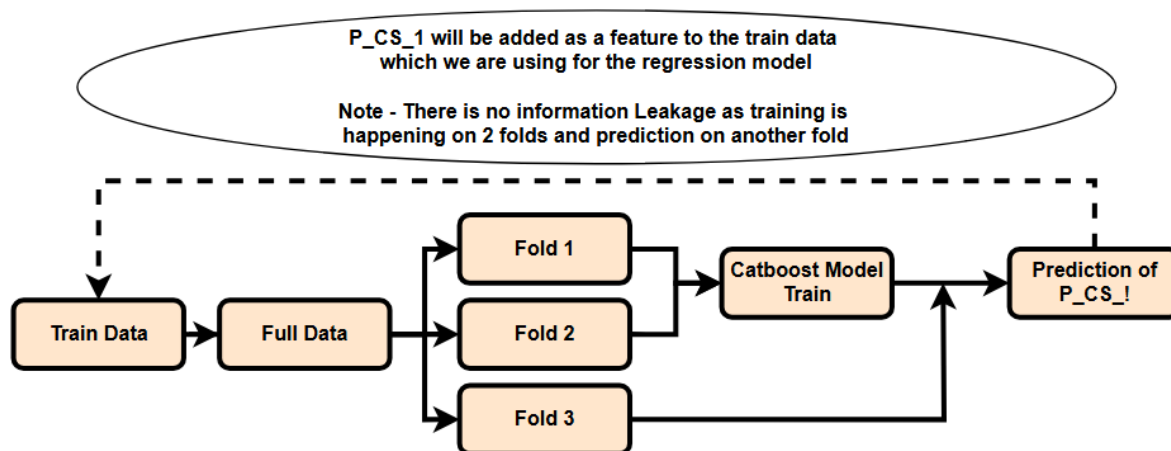 P_CS_1 will be added as a feature to the train data
which we are using for the regression model
Note - There is no information Leakage as training is
happening on 2 folds and prediction on another fold
Fold 1
Catboost Model
Train
Prediction of
P_CS_!
Train Data
Full Data
Fold 2
Fold 3